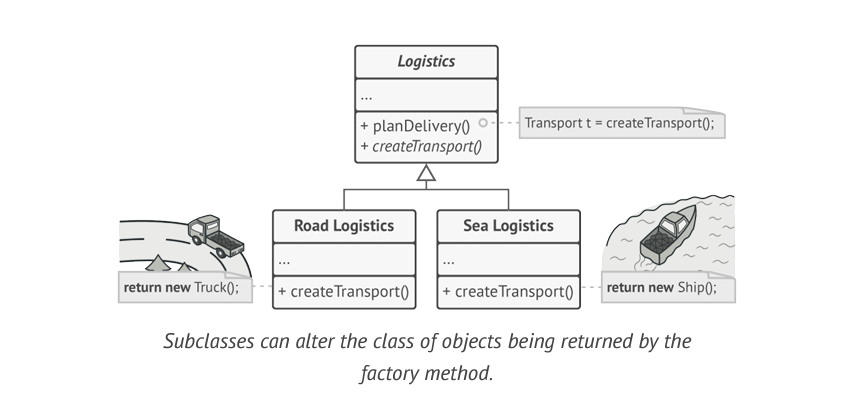 Logistics
...
+ planDelivery()
+ createTransport()
Transport t = createTransport();
Road Logistics
...
+ createTransport()
Sea Logistics
...
+ createTransport()
return new Truck();
return new Ship();
Subclasses can alter the class of objects being returned by the
factory method.